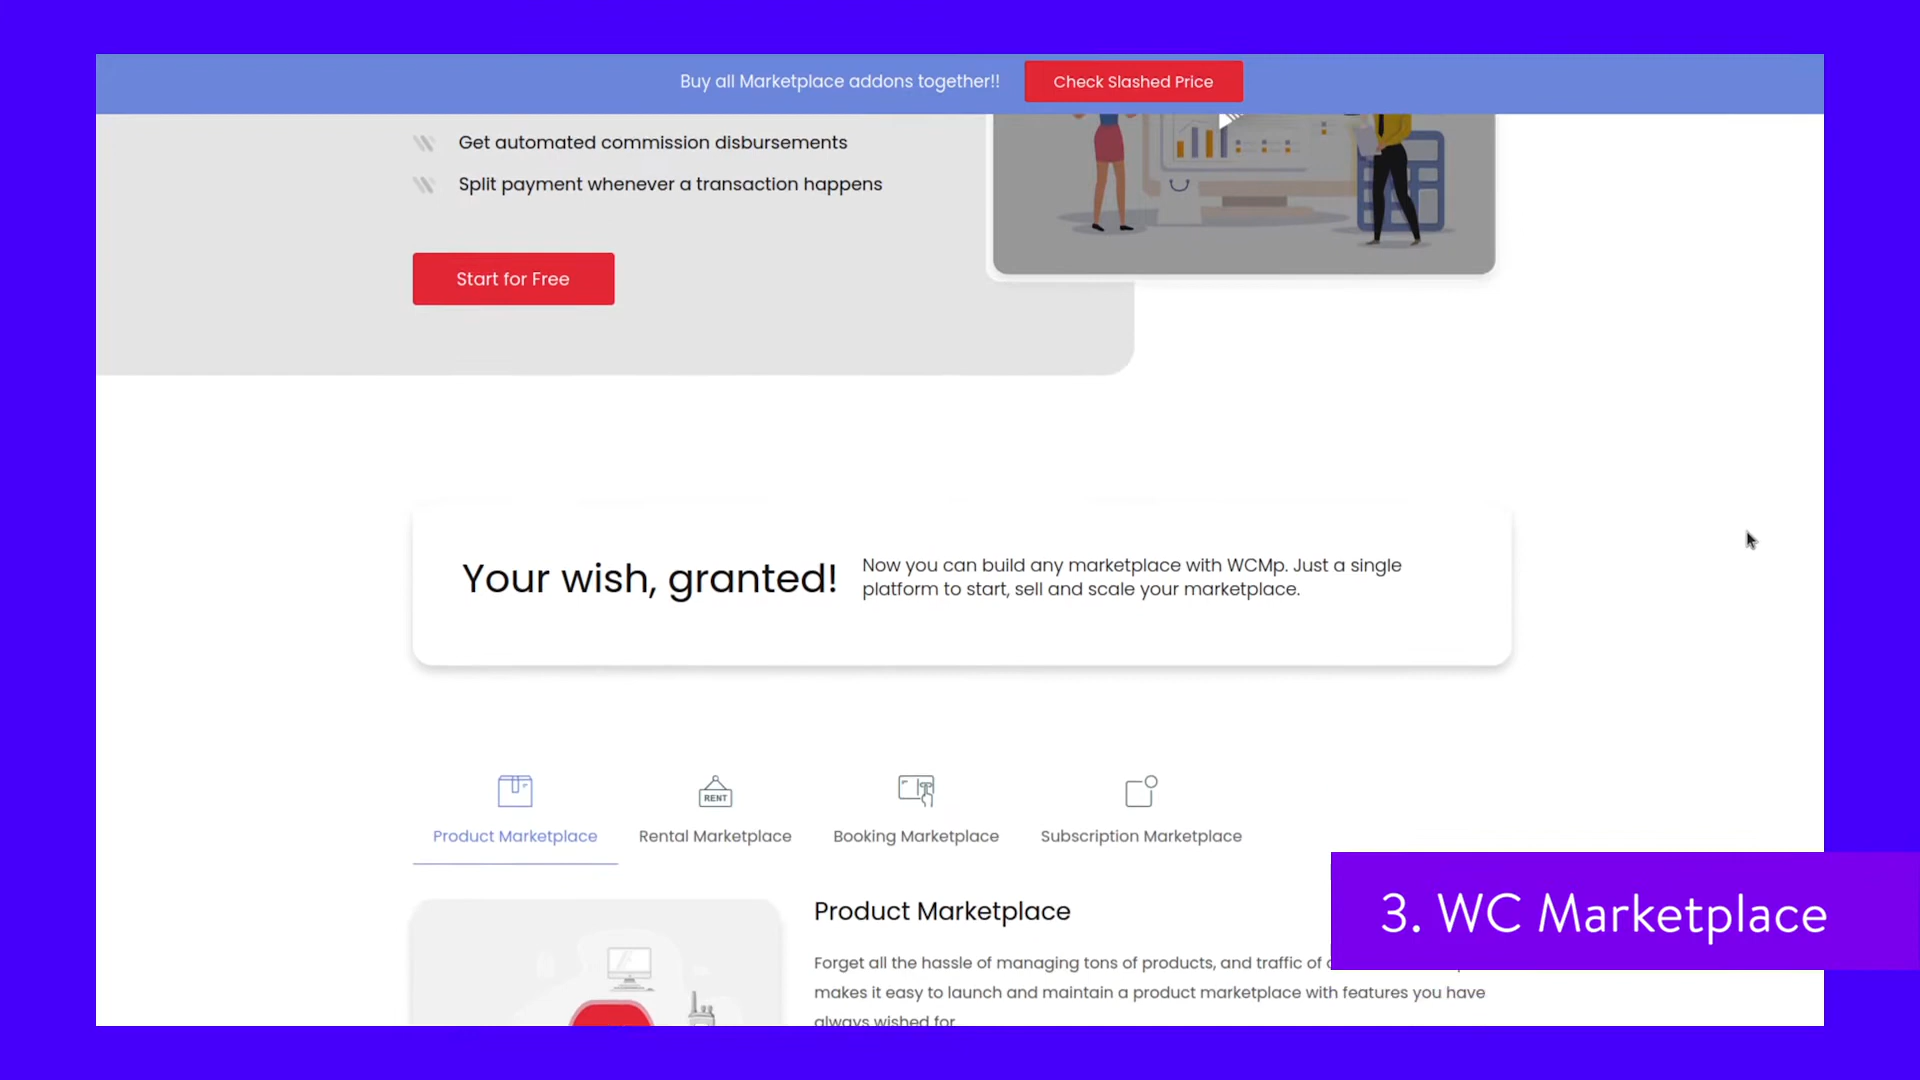 Buy all Marketplace addons together!!
Check Slashed Price
Get automated commission disbursements
Split payment whenever a transaction happens
Start for Free
Your wish, granted!
Now you can build any marketplace with WCMp. Just a single
platform to start, sell and scale your marketplace.
RENT
Product Marketplace
Rental Marketplace
Booking Marketplace
Subscription Marketplace
Product Marketplace
Forget all the hassle of managing tons of products, and traffic of
makes it easy to launch and maintain a product marketplace with features you have
always wished for
3. WC Marketplace